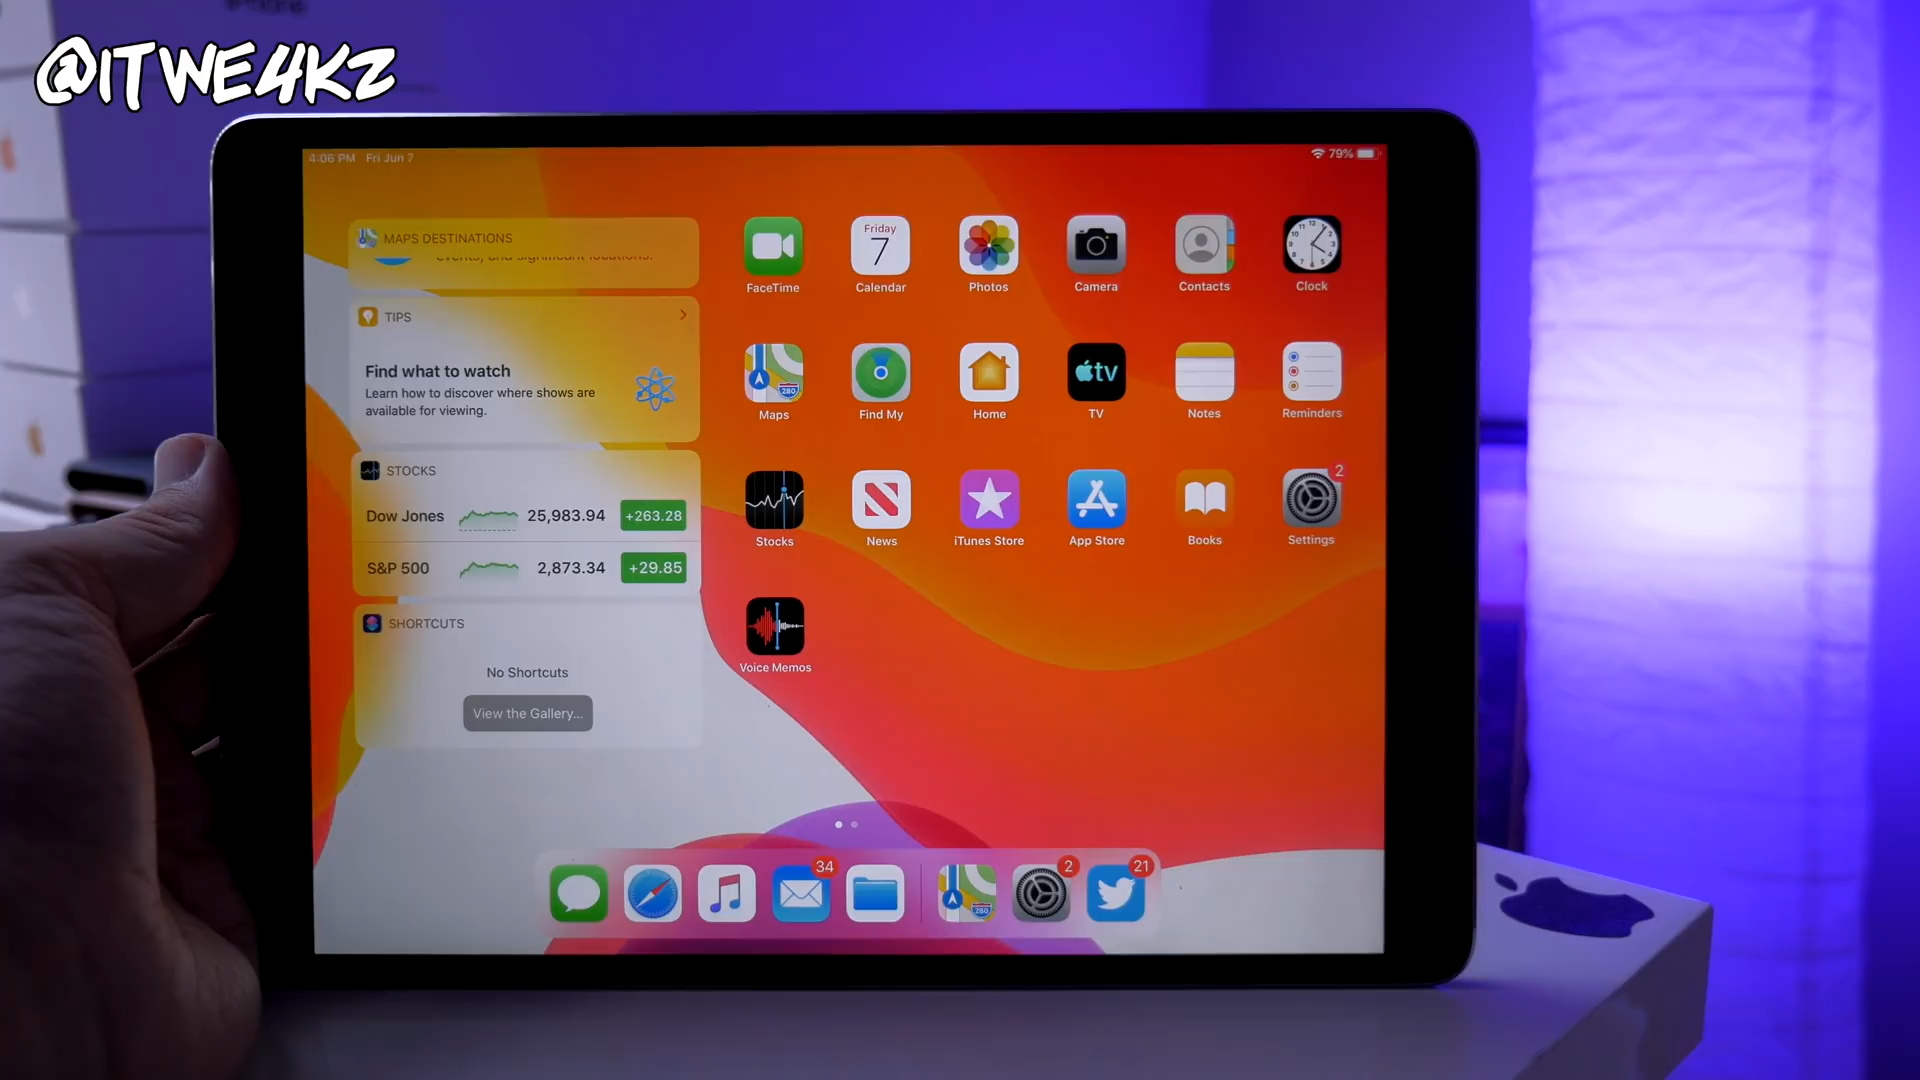 @iTWE4KZ
4:06 PM Fri Jun 7
79%
MAPS DESTINATIONS
events, and significant locations.
TIPS
Find what to watch
Learn how to discover where shows are
available for viewing.
STOCKS
Dow Jones 25,983.94 +263.28
S&P 500 2,873.34 +29.85
SHORTCUTS
No Shortcuts
View the Gallery...
Friday
7
FaceTime Calendar Photos Camera Contacts Clock
280
tv
Maps Find My Home TV Notes Reminders
2
Stocks News iTunes Store App Store Books Settings
Voice Memos
34 2 21
280